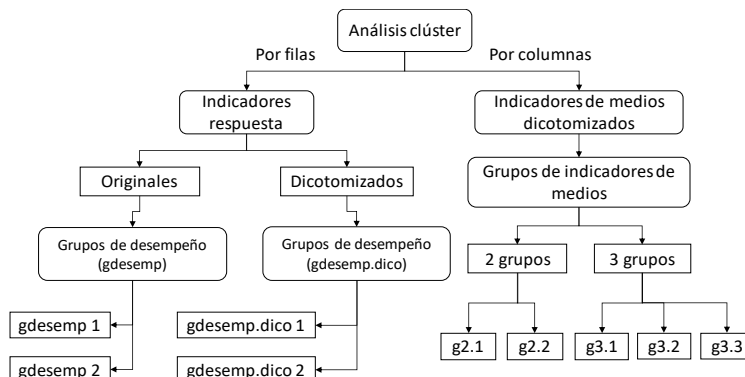 Análisis clúster
Por filas
Por columnas
Indicadores
respuesta
Indicadores de medios
dicotomizados
Originales
Dicotomizados
Grupos de indicadores de
medios
Grupos de desempeño
(gdesemp)
Grupos de desempeño
(gdesemp.dico)
2 grupos
3 grupos
gdesemp 1
gdesemp.dico 1
g2.1
g2.2
g3.1
g3.2
g3.3
gdesemp 2
gdesemp.dico 2